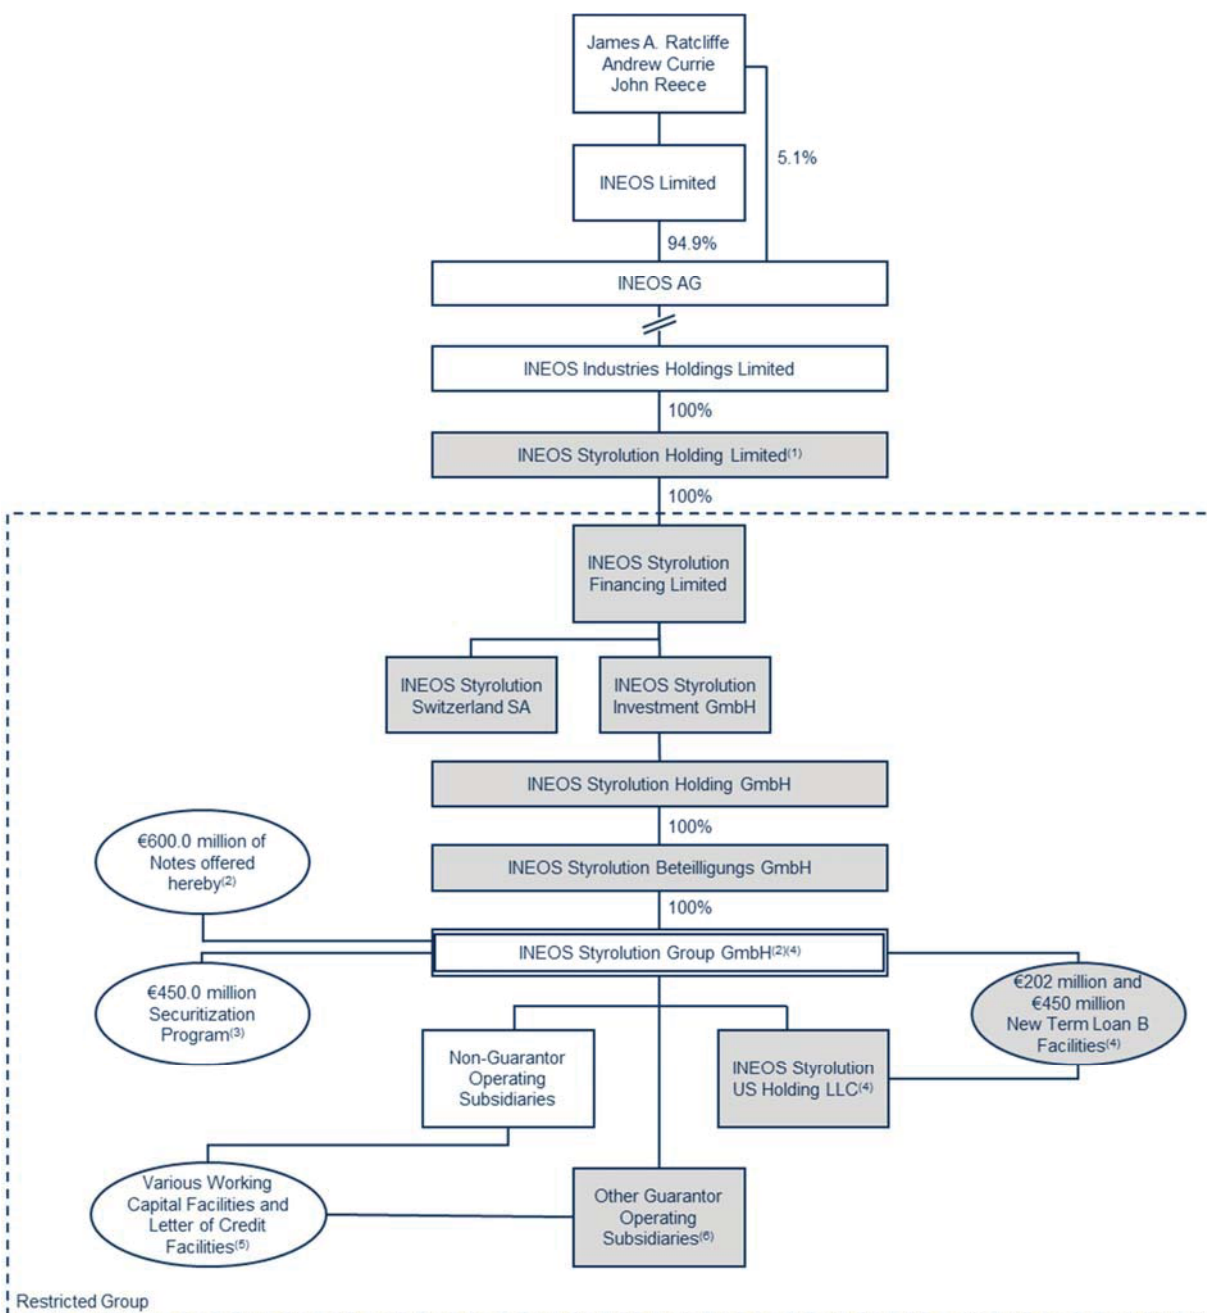 James A. Ratcliffe
Andrew Currie
John Reece
5.1%
INEOS Limited
94.9%
INEOS AG
INEOS Industries Holdings Limited
100%
INEOS Styrolution Holding Limited(1)
100%
INEOS Styrolution
Financing Limited
INEOS Styrolution
Switzerland SA
INEOS Styrolution
Investment GmbH
INEOS Styrolution Holding GmbH
100%
€600.0 million of
Notes offered
hereby(2)
INEOS Styrolution Beteilligungs GmbH
100%
INEOS Styrolution Group GmbH(2)(4)
€450.0 million
Securitization
Program(3)
€202 million and
€450 million
New Term Loan B
Facilities(4)
Non-Guarantor
Operating
Subsidiaries
INEOS Styrolution
US Holding LLC(4)
Various Working
Capital Facilities and
Letter of Credit
Facilities(5)
Other Guarantor
Operating
Subsidiaries(6)
Restricted Group